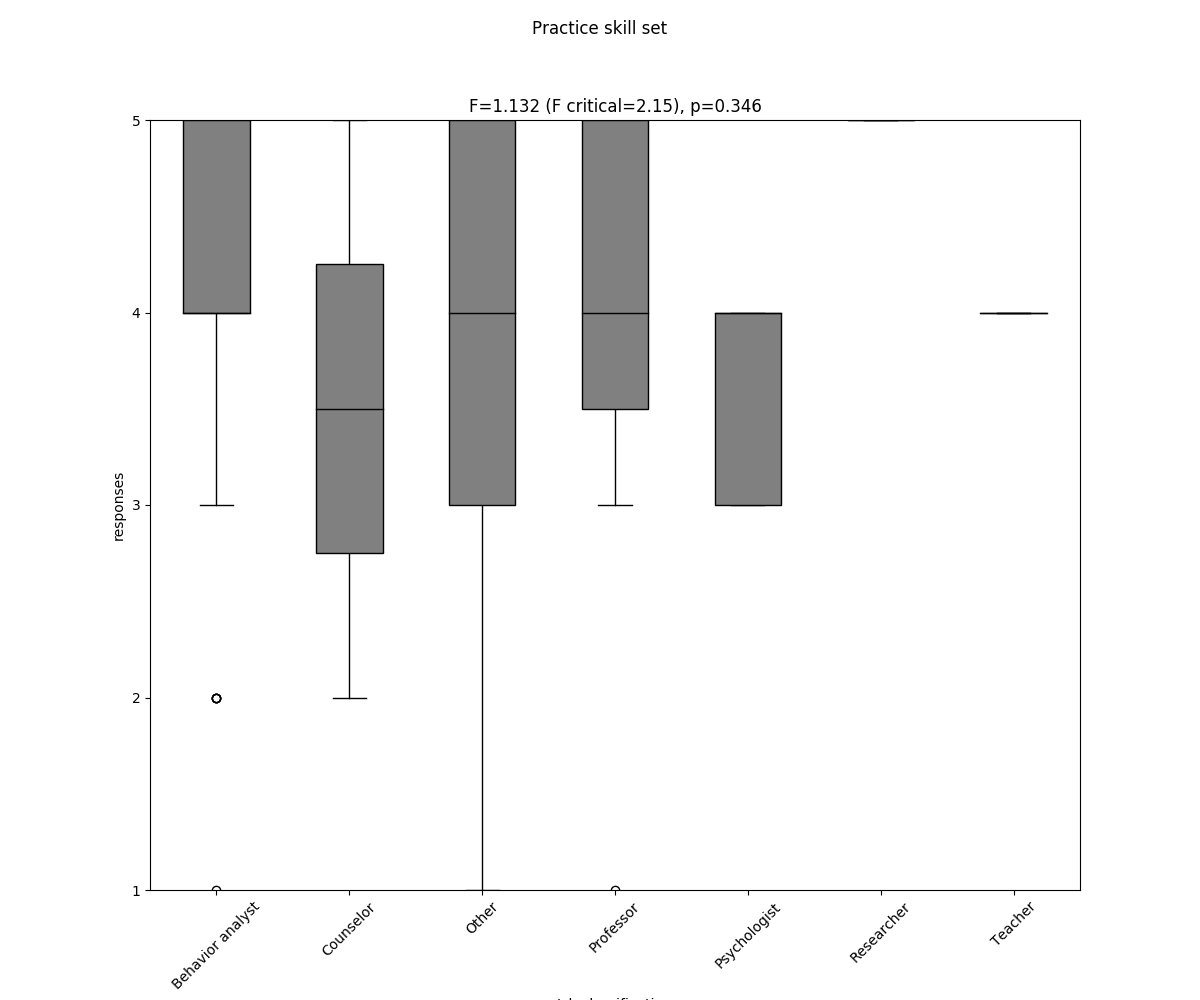 Practice skill set
F=1.132 (F critical=2.15), p=0.346
5
4
3
2
1
responses
Behavior analyst
Counselor
Other
Professor
Psychologist
Researcher
Teacher